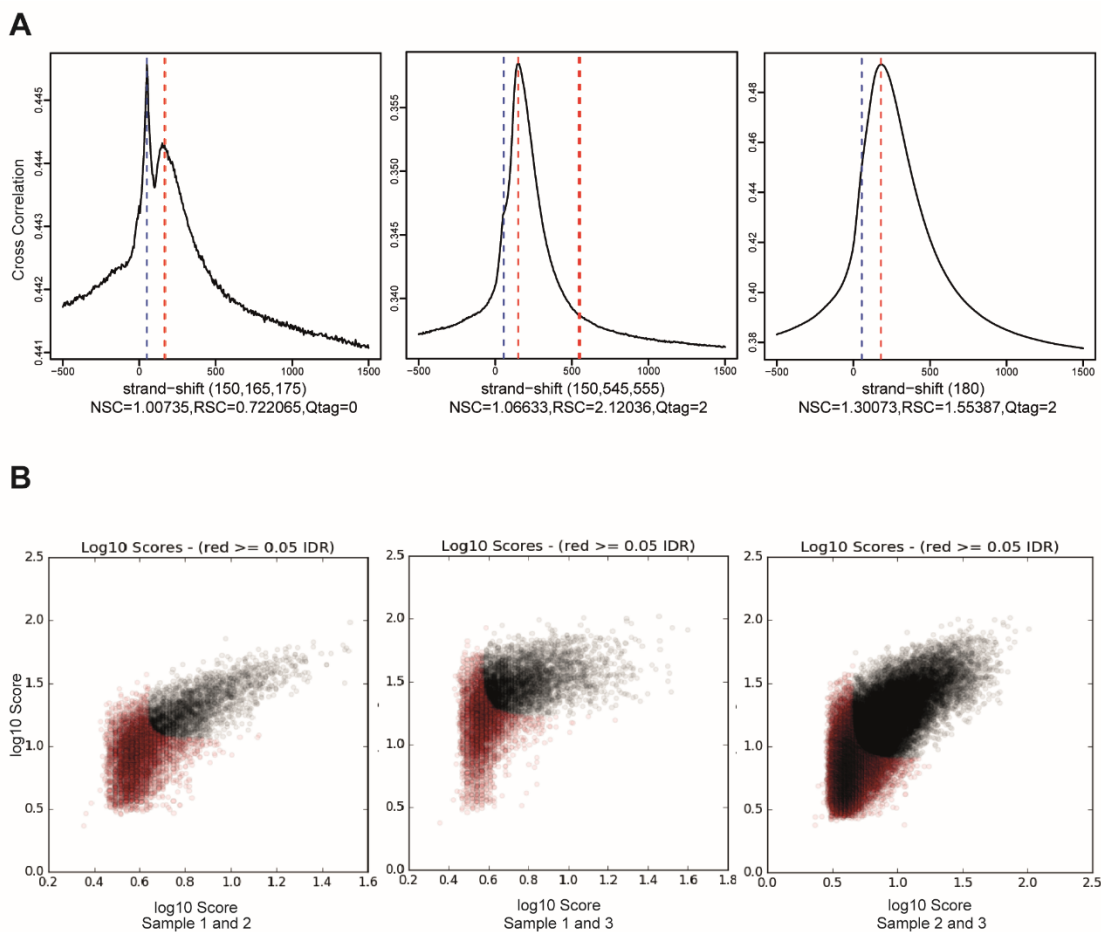 A
Cross Correlation
0.445
0.444
0.443
0.442
0.441
-500 0 500 1000 1500
strand-shift (150,165,175)
NSC=1.00735,RSC=0.722065,Qtag=0
0.355
0.350
0.345
0.340
-500 0 500 1000 1500
strand-shift (150,545,555)
NSC=1.06633,RSC=2.12036,Qtag=2
0.48
0.46
0.44
0.42
0.40
0.38
-500 0 500 1000 1500
strand-shift (180)
NSC=1.30073,RSC=1.55387,Qtag=2
B
Log10 Scores - (red >= 0.05 IDR)
log10 Score
2.5
2.0
1.5
1.0
0.5
0.0
0.2 0.4 0.6 0.8 1.0 1.2 1.4 1.6
log10 Score
Sample 1 and 2
Log10 Scores - (red >= 0.05 IDR)
2.5
2.0
1.5
1.0
0.5
0.0
0.2 0.4 0.6 0.8 1.0 1.2 1.4 1.6
log10 Score
Sample 1 and 3
Log10 Scores - (red >= 0.05 IDR)
2.5
2.0
1.5
1.0
0.5
0.0
0.0 0.5 1.0 1.5 2.0 2.5
log10 Score
Sample 2 and 3